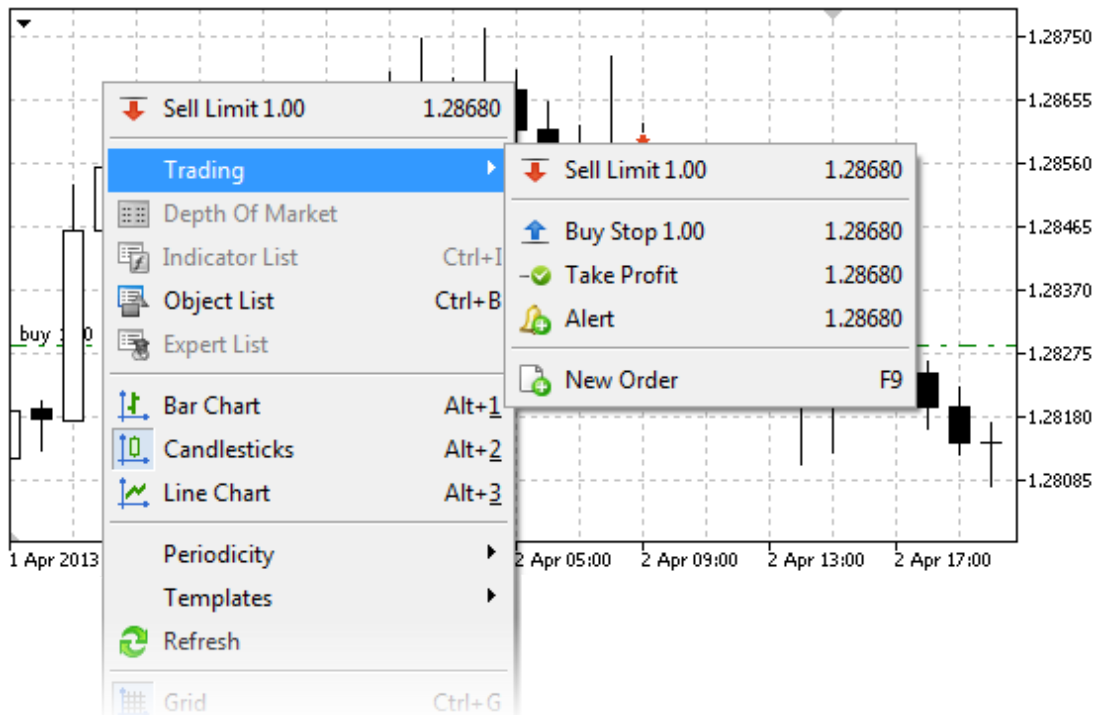 1.28750
1.28655
1.28560
1.28465
1.28370
1.28275
1.28180
1.28085
Sell Limit 1.00 1.28680
Trading
Depth Of Market
Indicator List Ctrl+I
Object List Ctrl+B
Expert List
Bar Chart Alt+1
Candlesticks Alt+2
Line Chart Alt+3
Periodicity
Templates
Refresh
Grid Ctrl+G
Sell Limit 1.00 1.28680
Buy Stop 1.00 1.28680
Take Profit 1.28680
Alert 1.28680
New Order F9
buy
1 Apr 2013 2 Apr 05:00 2 Apr 09:00 2 Apr 13:00 2 Apr 17:00